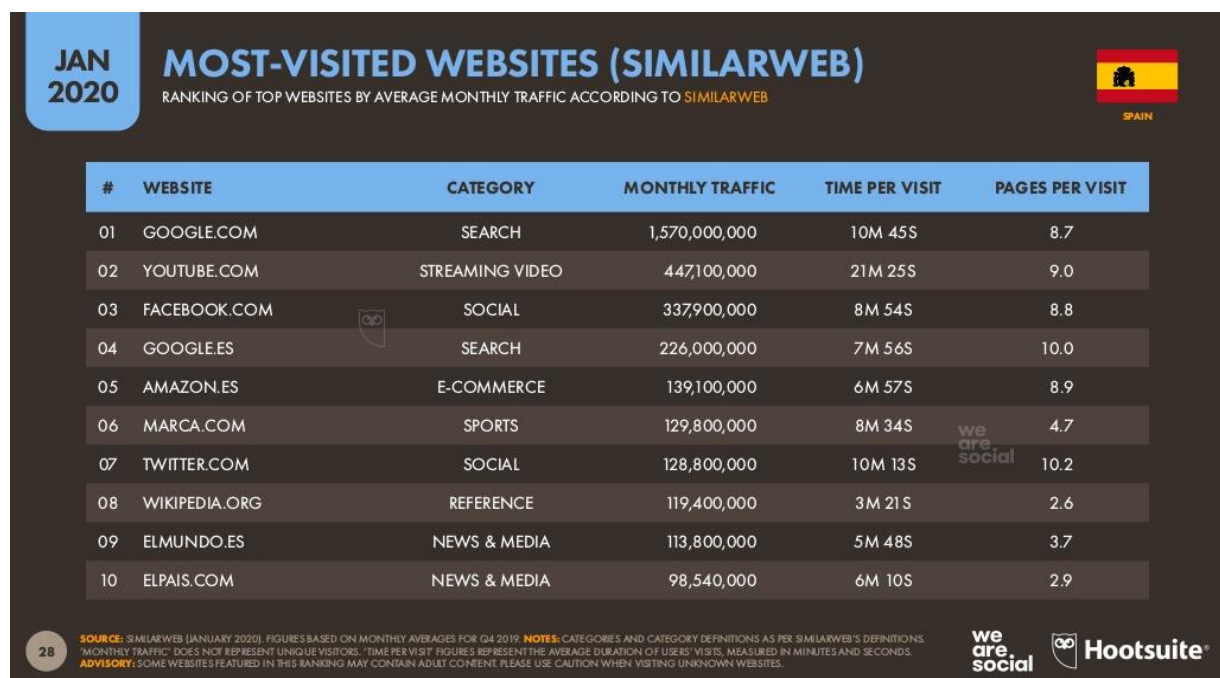 JAN
2020
MOST-VISITED WEBSITES (SIMILARWEB)
RANKING OF TOP WEBSITES BY AVERAGE MONTHLY TRAFFIC ACCORDING TO SIMILARWEB
SPAIN
# WEBSITE CATEGORY MONTHLY TRAFFIC TIME PER VISIT PAGES PER VISIT
01 GOOGLE.COM SEARCH 1,570,000,000 10M 45S 8.7
02 YOUTUBE.COM STREAMING VIDEO 447,100,000 21M 25S 9.0
03 FACEBOOK.COM SOCIAL 337,900,000 8M 54S 8.8
04 GOOGLE.ES SEARCH 226,000,000 7M 56S 10.0
05 AMAZON.ES E-COMMERCE 139,100,000 6M 57S 8.9
06 MARCA.COM SPORTS 129,800,000 8M 34S 4.7
07 TWITTER.COM SOCIAL 128,800,000 10M 13S 10.2
08 WIKIPEDIA.ORG REFERENCE 119,400,000 3M 21S 2.6
09 ELMUNDO.ES NEWS & MEDIA 113,800,000 5M 48S 3.7
10 ELPAIS.COM NEWS & MEDIA 98,540,000 6M 10S 2.9
we
are
social
28
SOURCE: SIMILARWEB (JANUARY 2020). FIGURES BASED ON MONTHLY AVERAGES FOR Q4 2019. NOTES: CATEGORIES AND CATEGORY DEFINITIONS AS PER SIMILARWEB'S DEFINITIONS.
'MONTHLY TRAFFIC' DOES NOT REPRESENT UNIQUE VISITORS. 'TIME PER VISIT' FIGURES REPRESENT THE AVERAGE DURATION OF USERS' VISITS, MEASURED IN MINUTES AND SECONDS.
ADVISORY: SOME WEBSITES FEATURED IN THIS RANKING MAY CONTAIN ADULT CONTENT. PLEASE USE CAUTION WHEN VISITING UNKNOWN WEBSITES.
we
are
social
Hootsuite®